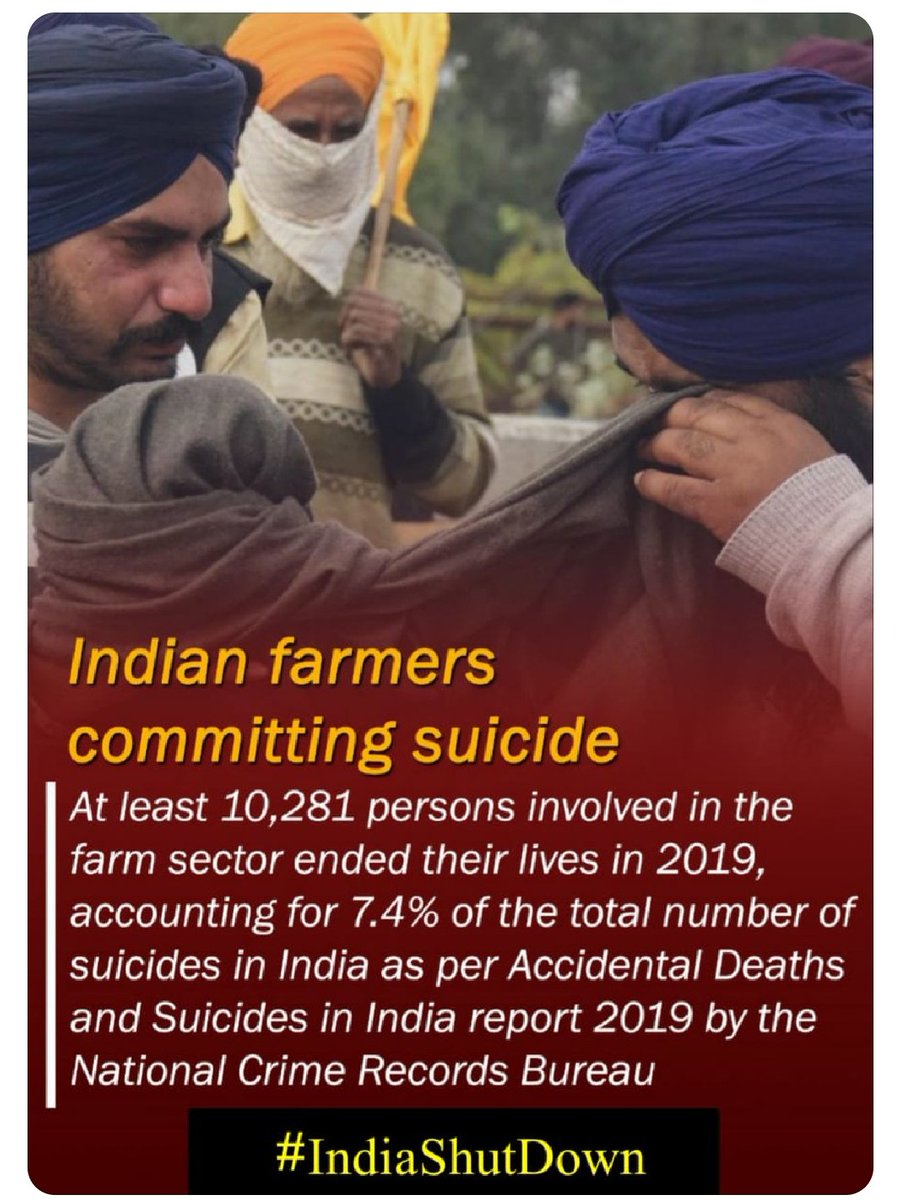 Indian farmers
committing suicide
At least 10,281 persons involved in the
farm sector ended their lives in 2019,
accounting for 7.4% of the total number of
suicides in India as per Accidental Deaths
and Suicides in India report 2019 by the
National Crime Records Bureau
#IndiaShutDown